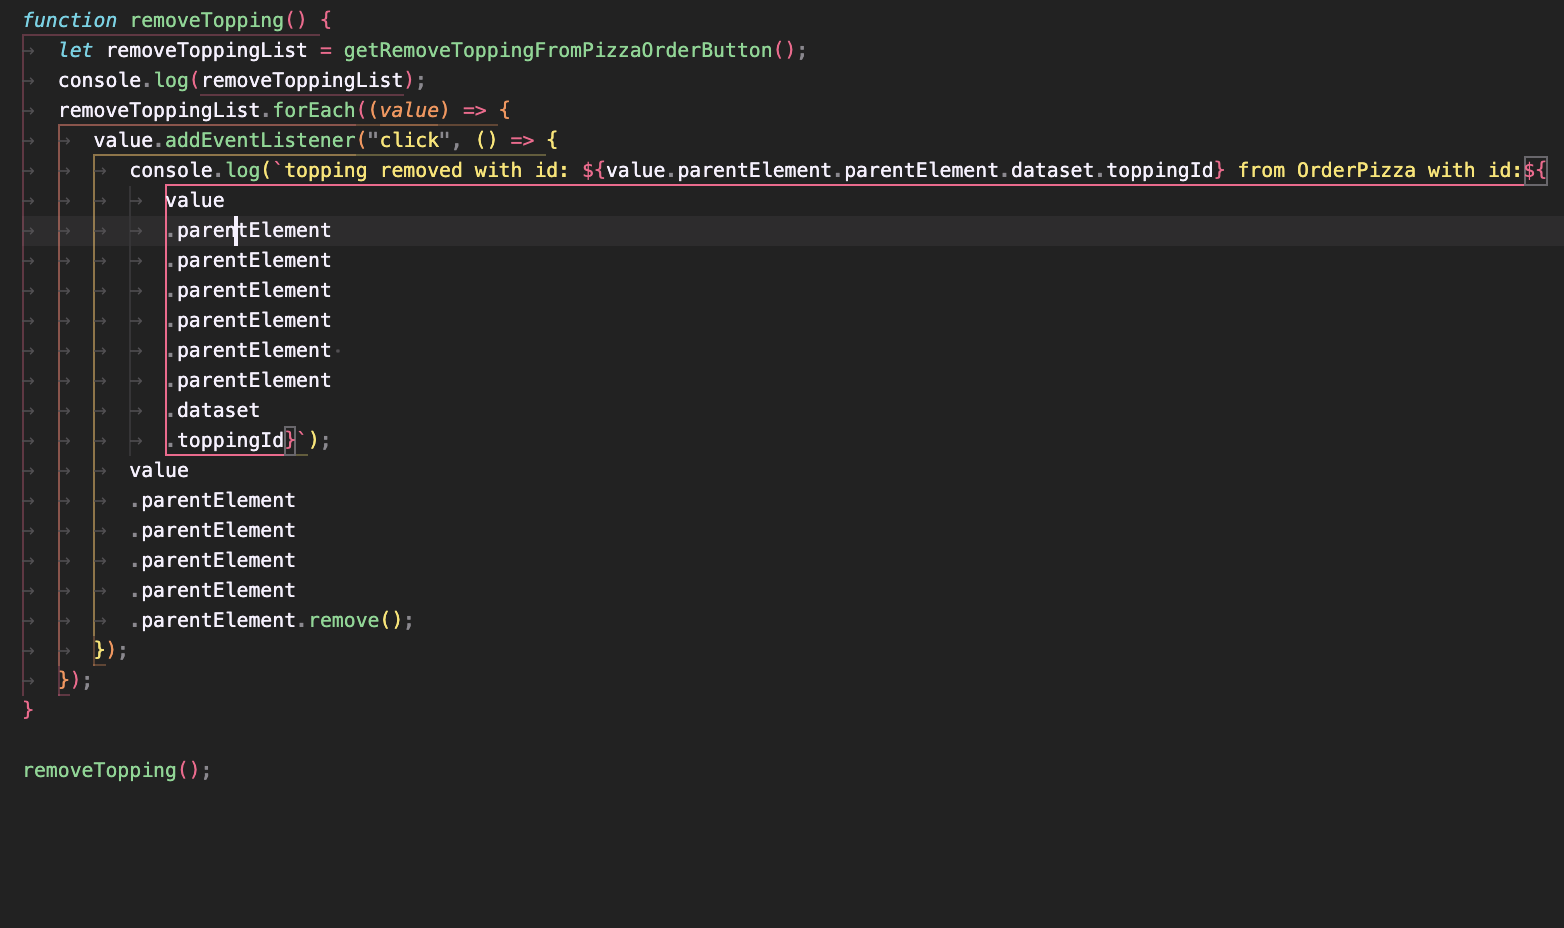 function removeTopping() {
let removeToppingList = getRemoveToppingFromPizzaOrderButton();
console.log(removeToppingList);
removeToppingList.forEach((value) => {
value.addEventListener("click", () => {
console.log(`topping removed with id: ${value.parentElement.parentElement.dataset.toppingId} from OrderPizza with id:${
value
.parentElement
.parentElement
.parentElement
.parentElement
.parentElement
.parentElement
.dataset
.toppingId}`);
value
.parentElement
.parentElement
.parentElement
.parentElement
.parentElement.remove();
});
});
}
removeTopping();